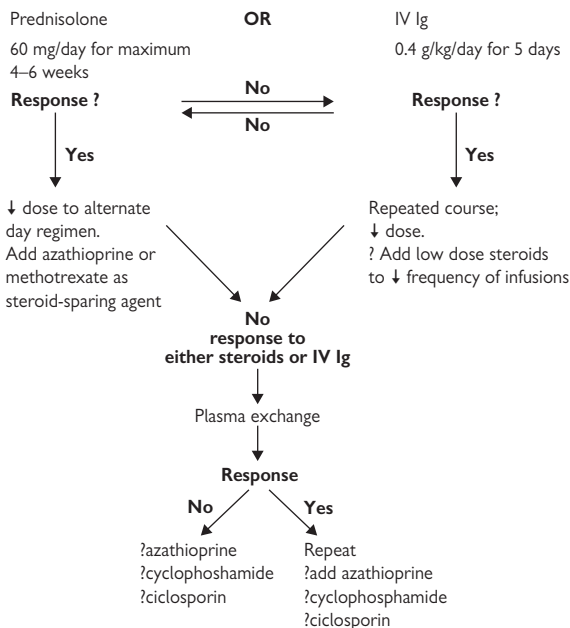 Prednisolone
OR
IV Ig
60 mg/day for maximum
4–6 weeks
0.4 g/kg/day for 5 days
Response ?
No
No
Response ?
Yes
Yes
↓ dose to alternate
day regimen.
Add azathioprine or
methotrexate as
steroid-sparing agent
Repeated course;
↓ dose.
? Add low dose steroids
to ↓ frequency of infusions
No
response to
either steroids or IV Ig
Plasma exchange
Response
No
Yes
?azathioprine
?cyclophoshamide
?ciclosporin
Repeat
?add azathioprine
?cyclophosphamide
?ciclosporin